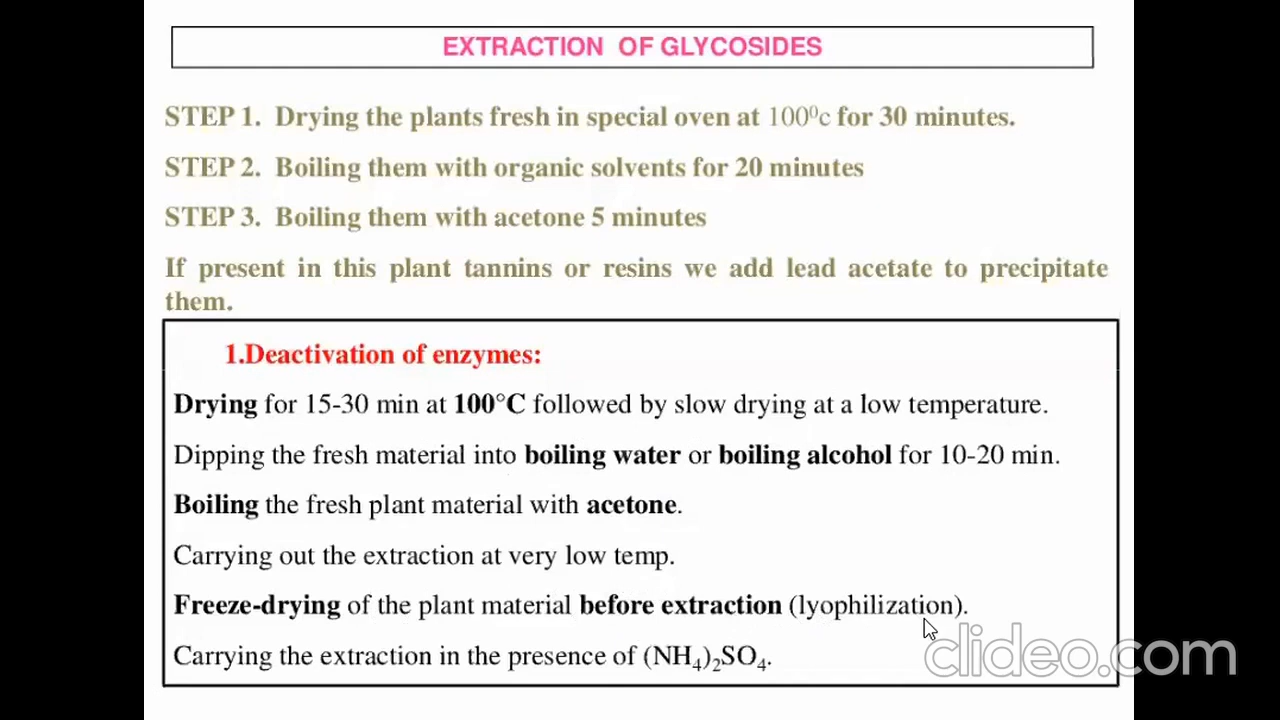 EXTRACTION OF GLYCOSIDES
STEP 1. Drying the plants fresh in special oven at 100⁰c for 30 minutes.
STEP 2. Boiling them with organic solvents for 20 minutes
STEP 3. Boiling them with acetone 5 minutes
If present in this plant tannins or resins we add lead acetate to precipitate
them.
1.Deactivation of enzymes:
Drying for 15-30 min at 100°C followed by slow drying at a low temperature.
Dipping the fresh material into boiling water or boiling alcohol for 10-20 min.
Boiling the fresh plant material with acetone.
Carrying out the extraction at very low temp.
Freeze-drying of the plant material before extraction (lyophilization).
Carrying the extraction in the presence of (NH₄)₂SO₄.
clideo.com